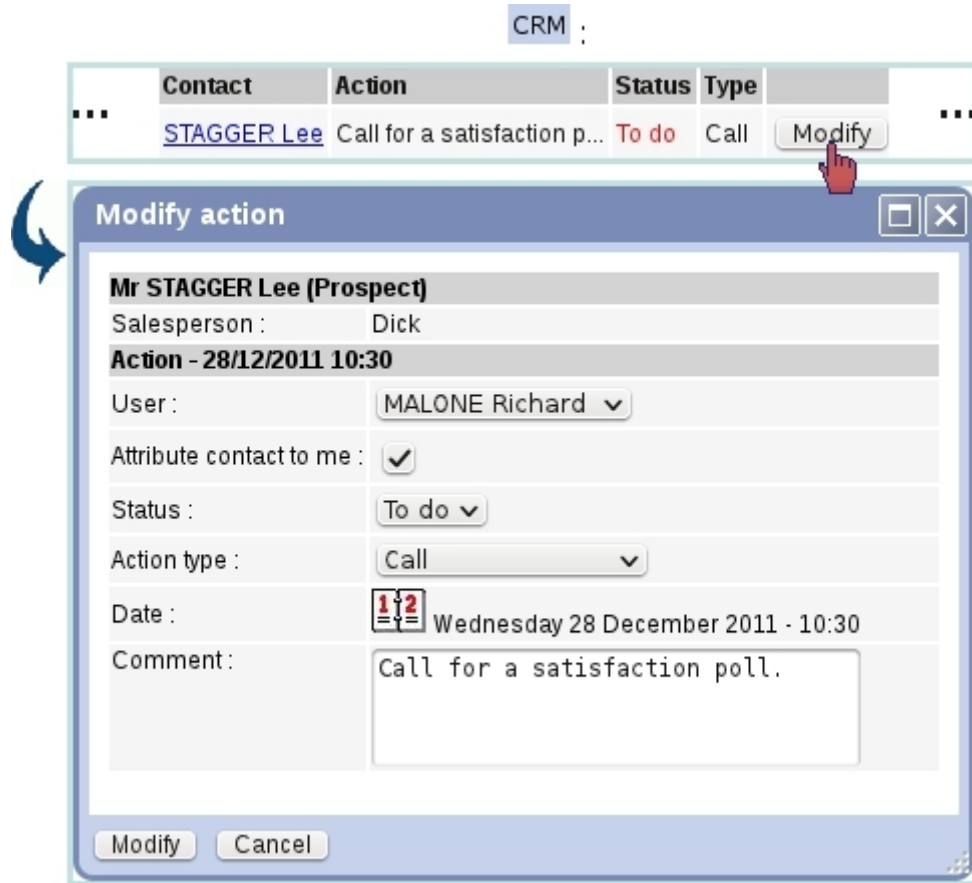 CRM :
Contact Action Status Type
... STAGGER Lee Call for a satisfaction p... To do Call Modify ...
Modify action
Mr STAGGER Lee (Prospect)
Salesperson : Dick
Action - 28/12/2011 10:30
User : MALONE Richard
Attribute contact to me :
Status : To do
Action type : Call
Date : 1 2 Wednesday 28 December 2011 - 10:30
Comment : Call for a satisfaction poll.
Modify Cancel